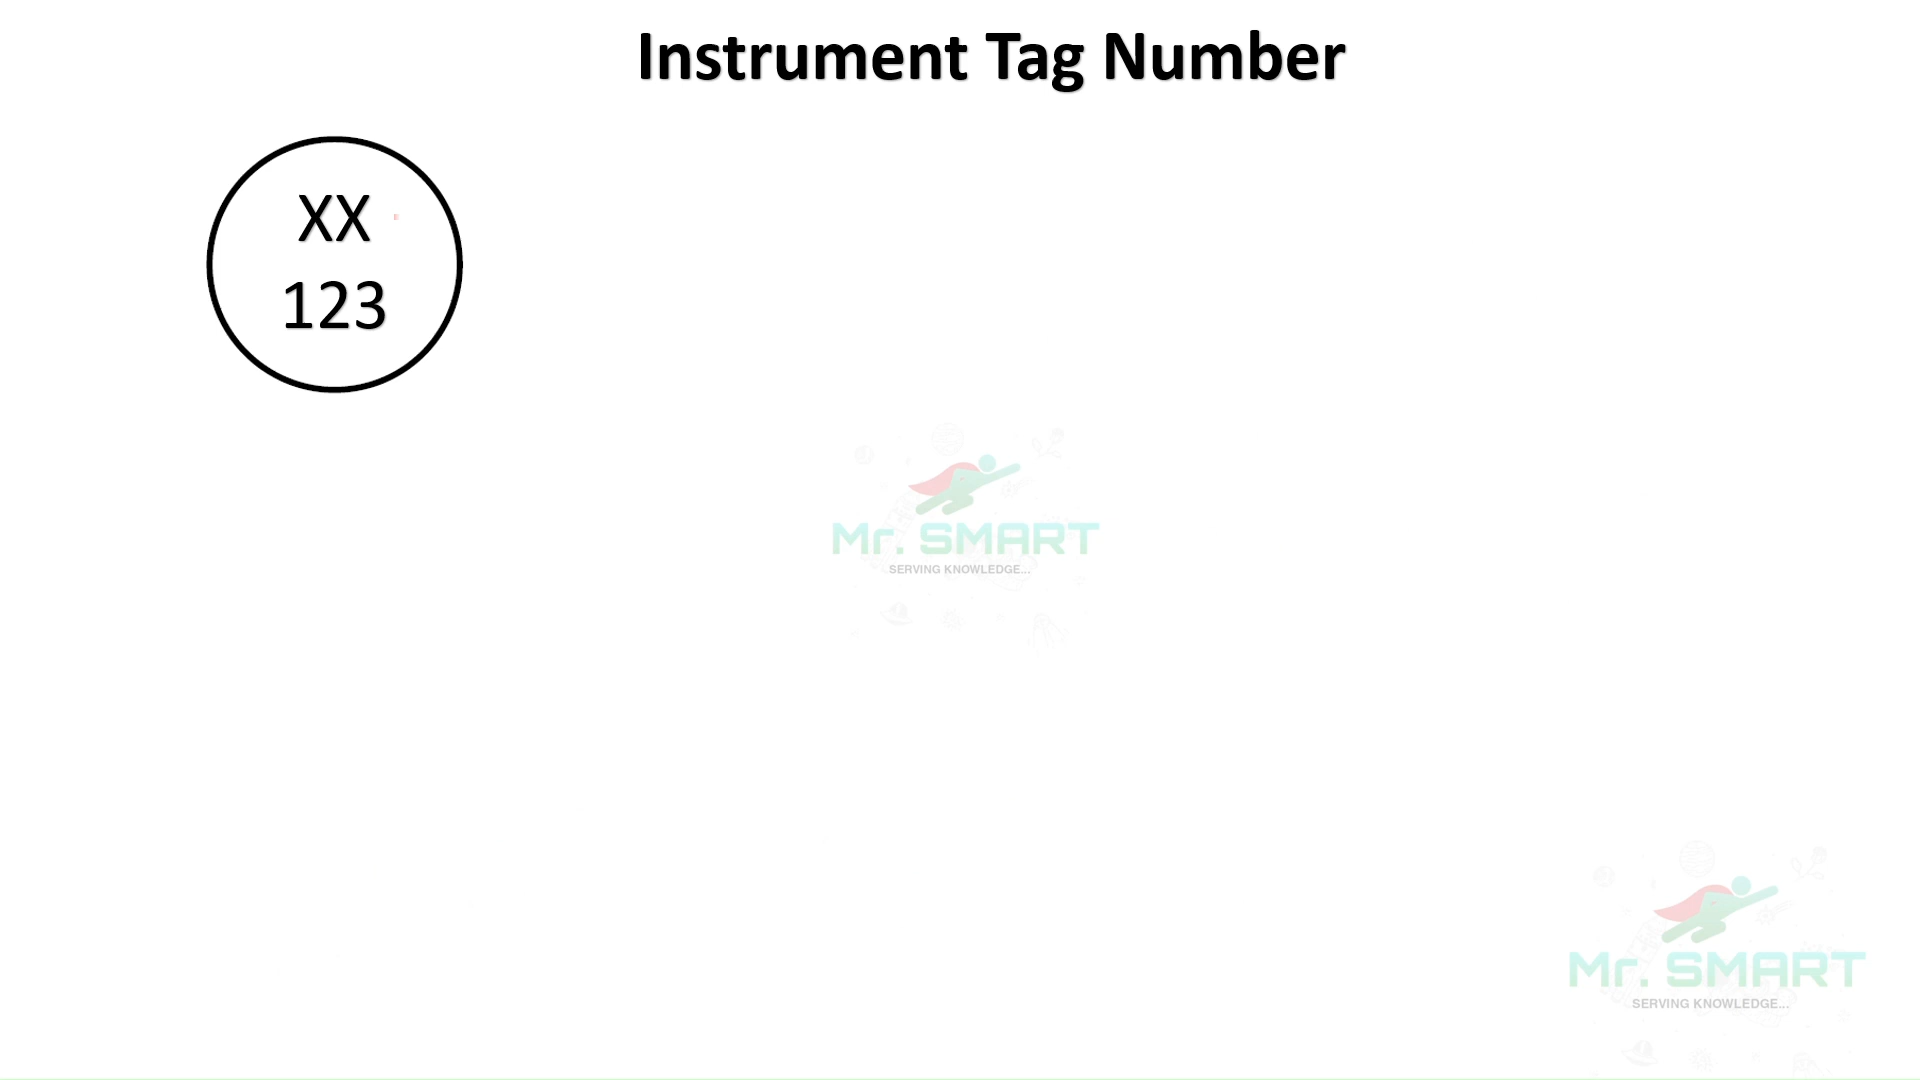 Instrument Tag Number
XX
123
Mr. SMART
SERVING KNOWLEDGE...
Mr. SMART
SERVING KNOWLEDGE...